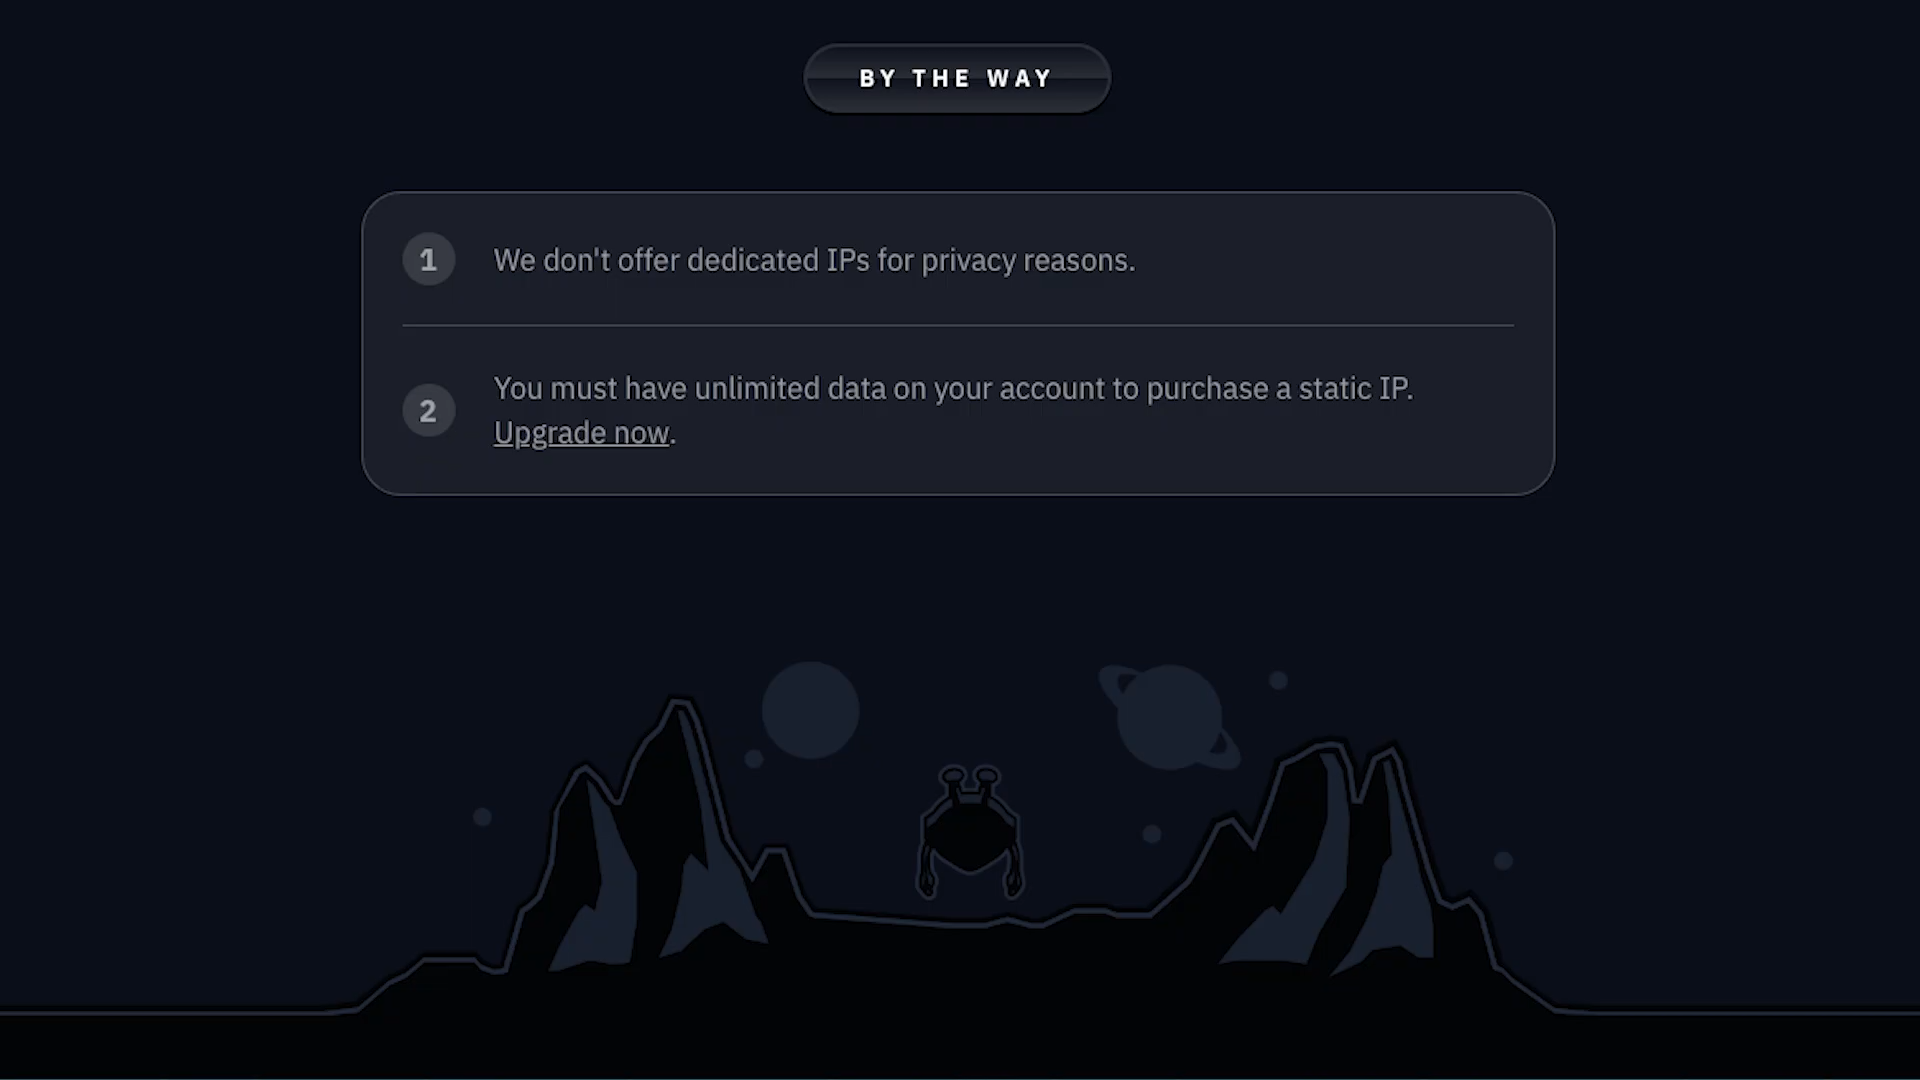 BY THE WAY
1 We don't offer dedicated IPs for privacy reasons.
2 You must have unlimited data on your account to purchase a static IP.
Upgrade now.